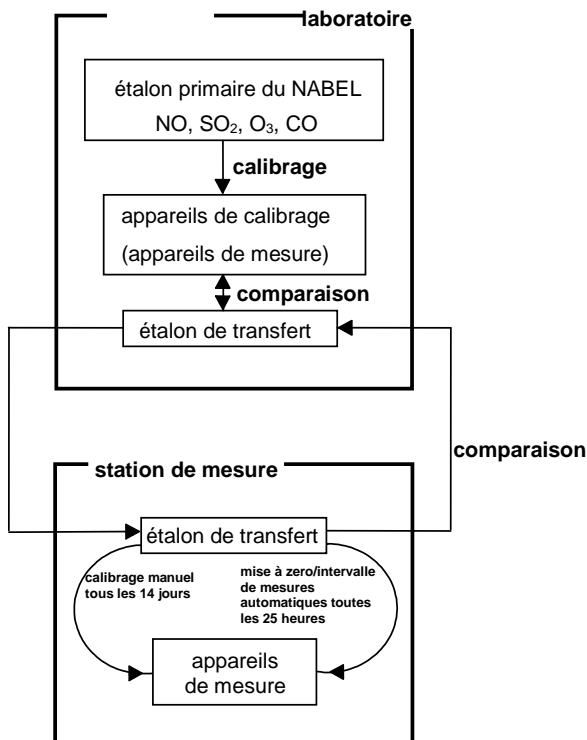 laboratoire
étalon primaire du NABEL
NO, SO₂, O₃, CO
calibrage
appareils de calibrage
(appareils de mesure)
comparaison
étalon de transfert
comparaison
station de mesure
étalon de transfert
calibrage manuel
tous les 14 jours
mise à zero/intervalle
de mesures
automatiques toutes
les 25 heures
appareils
de mesure